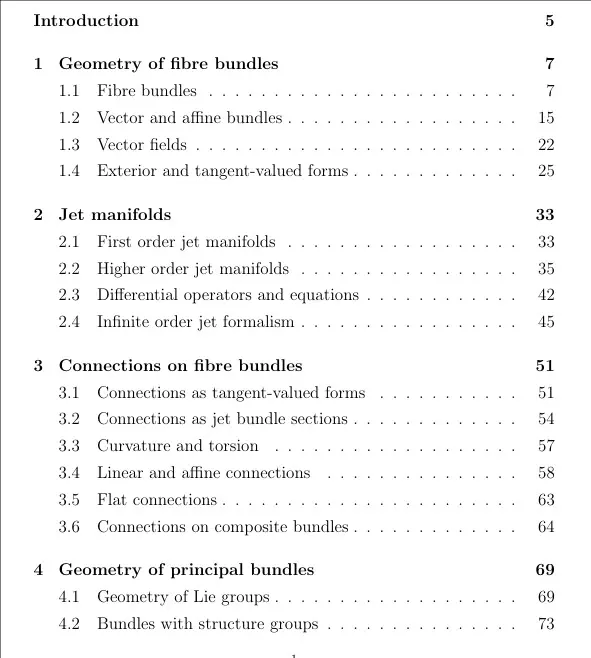 Introduction 5
1 Geometry of fibre bundles 7
1.1 Fibre bundles . . . . . . . . . . . . . . . . . . . . . . . . 7
1.2 Vector and affine bundles . . . . . . . . . . . . . . . . . . 15
1.3 Vector fields . . . . . . . . . . . . . . . . . . . . . . . . . 22
1.4 Exterior and tangent-valued forms . . . . . . . . . . . . . 25
2 Jet manifolds 33
2.1 First order jet manifolds . . . . . . . . . . . . . . . . . . 33
2.2 Higher order jet manifolds . . . . . . . . . . . . . . . . . 35
2.3 Differential operators and equations . . . . . . . . . . . . 42
2.4 Infinite order jet formalism . . . . . . . . . . . . . . . . . 45
3 Connections on fibre bundles 51
3.1 Connections as tangent-valued forms . . . . . . . . . . . 51
3.2 Connections as jet bundle sections . . . . . . . . . . . . . 54
3.3 Curvature and torsion . . . . . . . . . . . . . . . . . . . 57
3.4 Linear and affine connections . . . . . . . . . . . . . . . 58
3.5 Flat connections . . . . . . . . . . . . . . . . . . . . . . . 63
3.6 Connections on composite bundles . . . . . . . . . . . . . 64
4 Geometry of principal bundles 69
4.1 Geometry of Lie groups . . . . . . . . . . . . . . . . . . . 69
4.2 Bundles with structure groups . . . . . . . . . . . . . . . 73